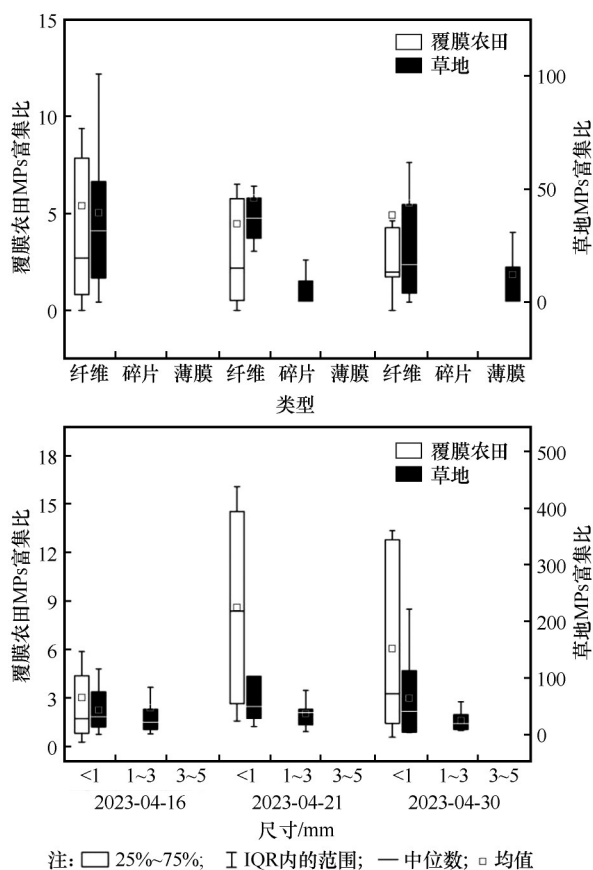 覆膜农田
草地
15
10
5
0
100
50
0
覆膜农田MPs富集比
草地MPs富集比
纤维 碎片 薄膜 纤维 碎片 薄膜 纤维 碎片 薄膜
类型
覆膜农田
草地
18
15
12
9
6
3
0
500
400
300
200
100
0
覆膜农田MPs富集比
草地MPs富集比
<1 1~3 3~5 <1 1~3 3~5 <1 1~3 3~5
2023-04-16 2023-04-21 2023-04-30
尺寸/mm
注: 25%~75%; IQR内的范围; 中位数; 均值